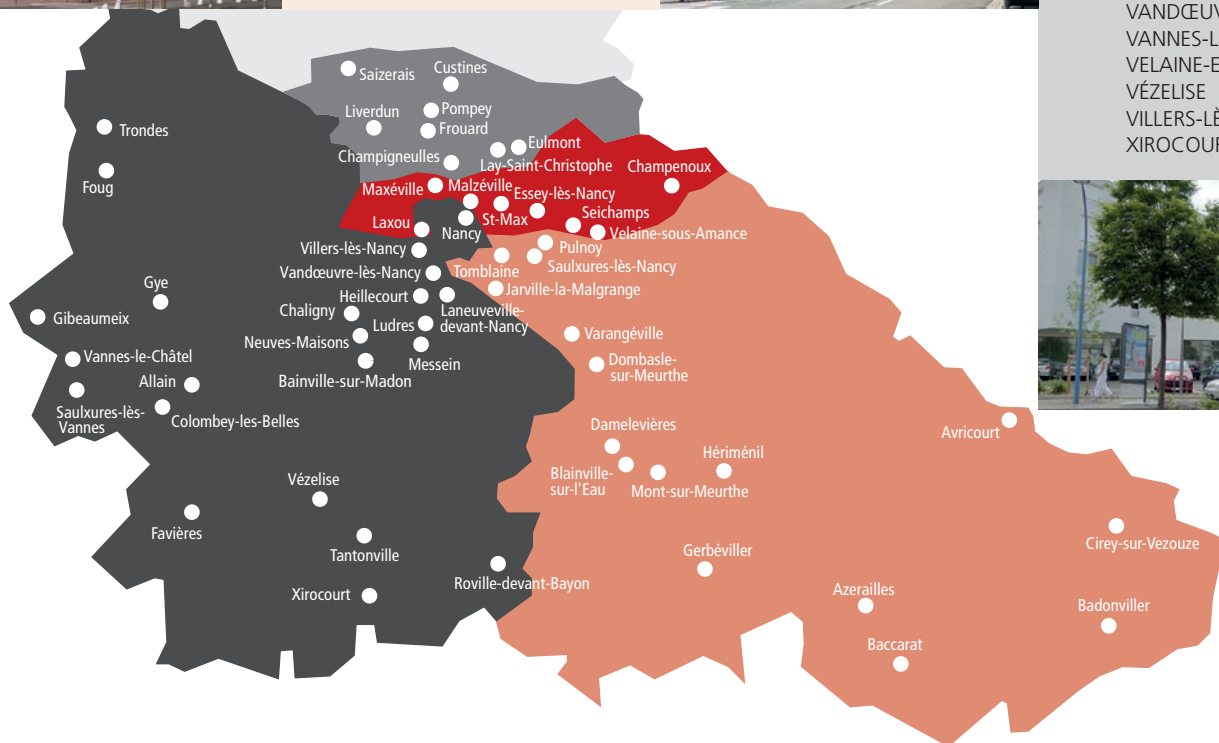 VANDŒUV
VANNES-L
VELAINE-E
VÉZELISE
VILLERS-LÈ
XIROCOUR
Saizerais
Custines
Liverdun
Pompey
Frouard
Trondes
Foug
Champigneulles
Eulmont
Lay-Saint-Christophe
Champenoux
Maxéville
Malzéville
Essey-lès-Nancy
Seichamps
St-Max
Laxou
Nancy
Velaine-sous-Amance
Villers-lès-Nancy
Pulnoy
Vandœuvre-lès-Nancy
Tomblaine
Saulxures-lès-Nancy
Gye
Heillecourt
Jarville-la-Malgrange
Chaligny
Laneuveville-
devant-Nancy
Gibeaumeix
Ludres
Neuves-Maisons
Varangéville
Vannes-le-Châtel
Messein
Dombasle-
sur-Meurthe
Allain
Bainville-sur-Madon
Saulxures-lès-
Vannes
Colombey-les-Belles
Damelevières
Avricourt
Hériménil
Blainville-
sur-l'Eau
Mont-sur-Meurthe
Vézelise
Favières
Tantonville
Cirey-sur-Vezouze
Gerbéviller
Roville-devant-Bayon
Xirocourt
Azerailles
Badonviller
Baccarat